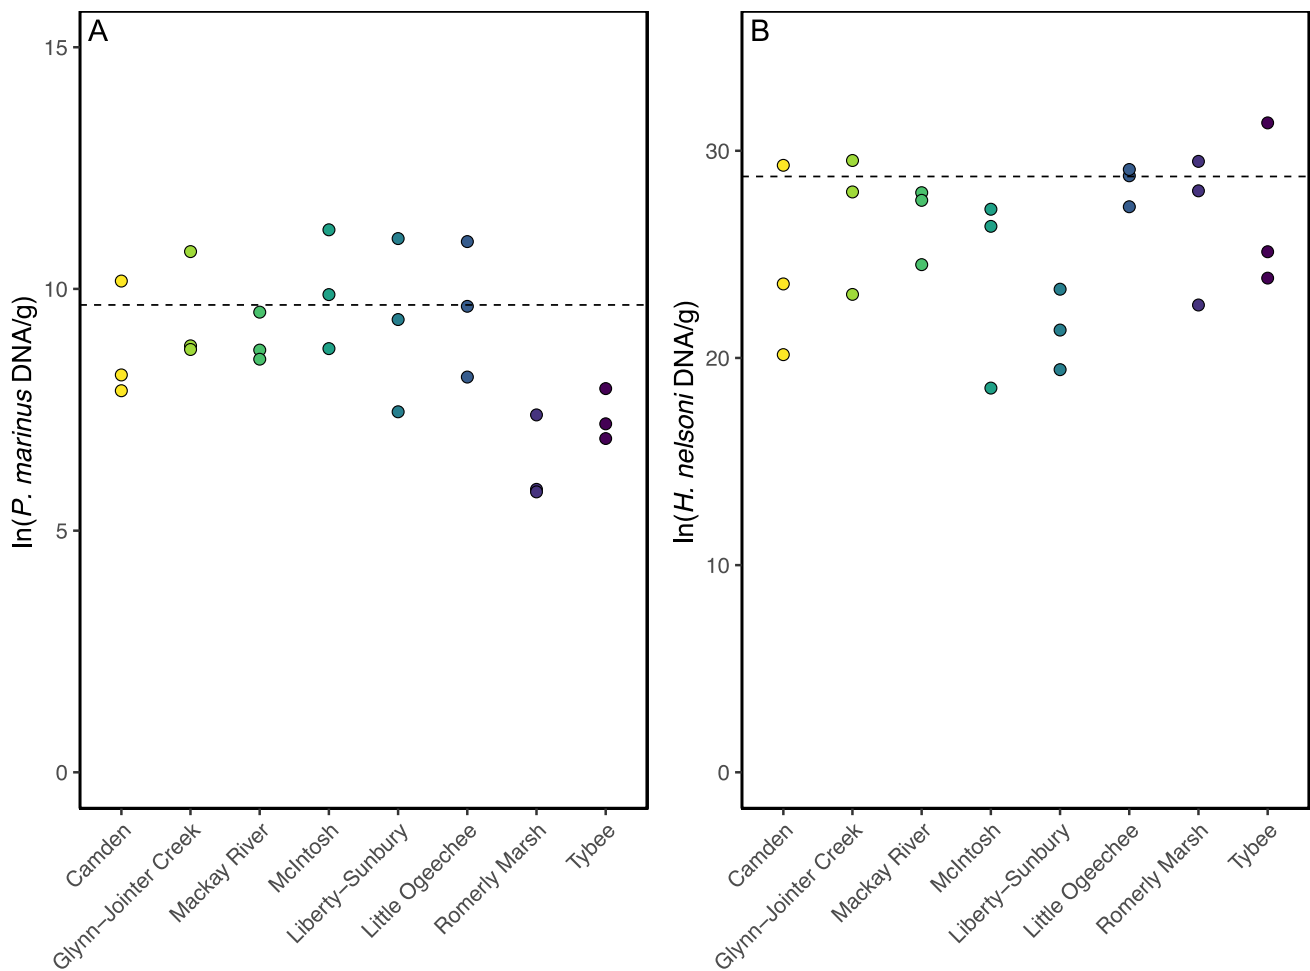 A
15
10
5
0
ln(P. marinus DNA/g)
Camden
Glynn−Jointer Creek
Mackay River
McIntosh
Liberty−Sunbury
Little Ogeechee
Romerly Marsh
Tybee
B
30
20
10
0
ln(H. nelsoni DNA/g)
Camden
Glynn−Jointer Creek
Mackay River
McIntosh
Liberty−Sunbury
Little Ogeechee
Romerly Marsh
Tybee